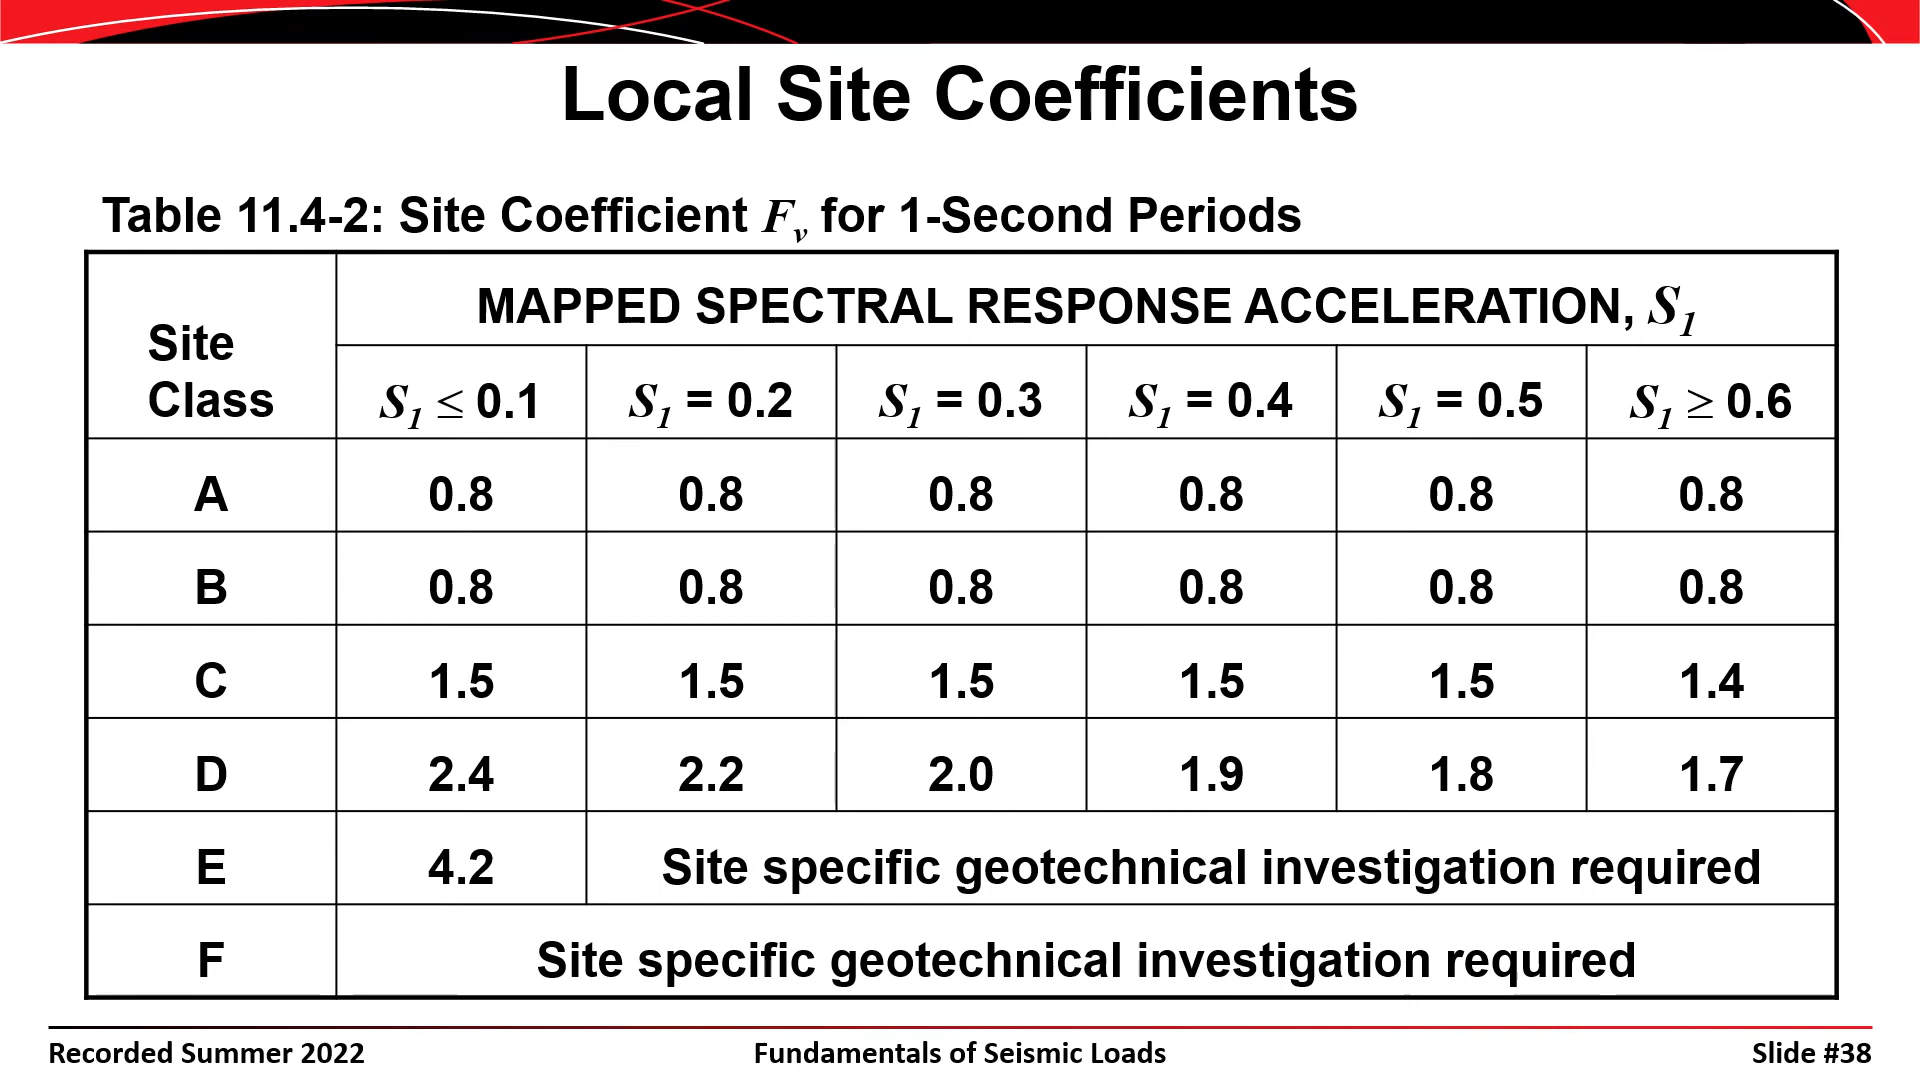 Local Site Coefficients
Table 11.4-2: Site Coefficient Fv for 1-Second Periods
Site Class
MAPPED SPECTRAL RESPONSE ACCELERATION, S1
S1 ≤ 0.1 S1 = 0.2 S1 = 0.3 S1 = 0.4 S1 = 0.5 S1 ≥ 0.6
A 0.8 0.8 0.8 0.8 0.8 0.8
B 0.8 0.8 0.8 0.8 0.8 0.8
C 1.5 1.5 1.5 1.5 1.5 1.4
D 2.4 2.2 2.0 1.9 1.8 1.7
E 4.2 Site specific geotechnical investigation required
F Site specific geotechnical investigation required
Recorded Summer 2022 Fundamentals of Seismic Loads Slide #38